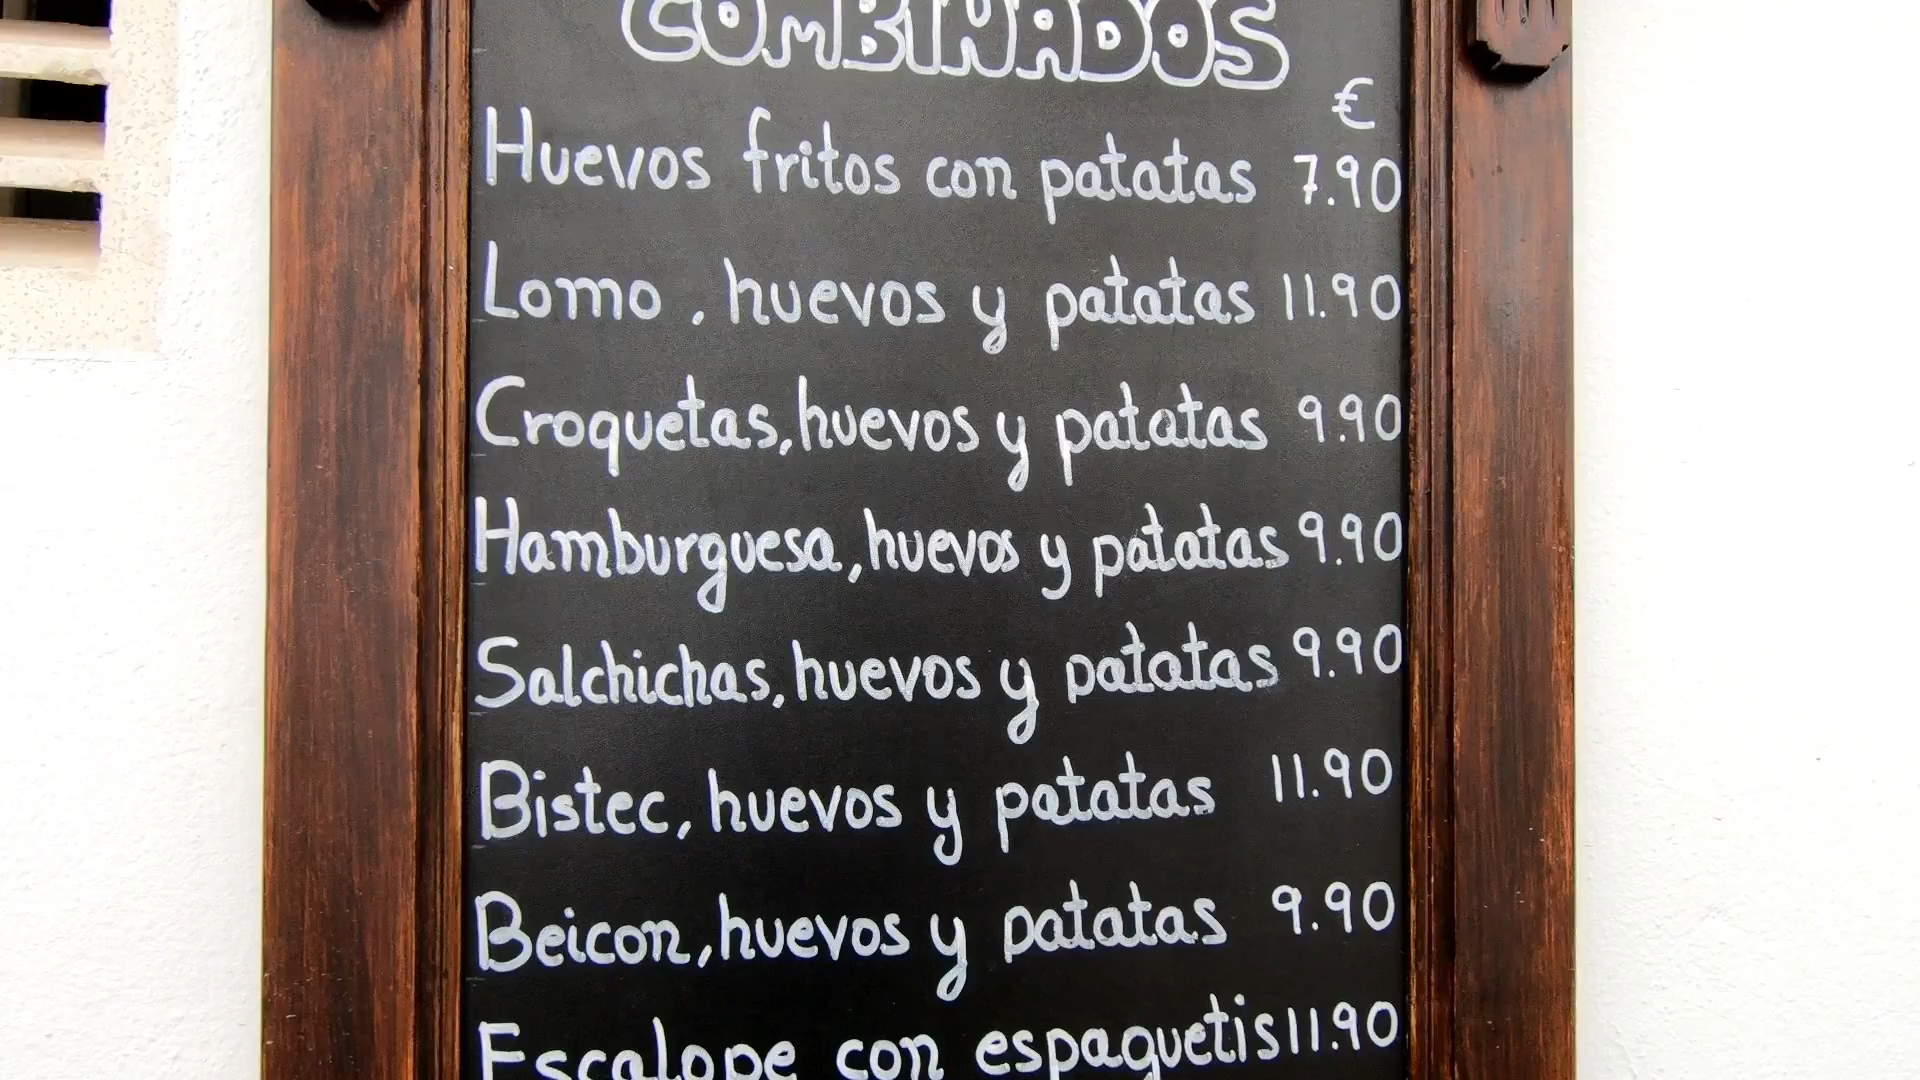 COMBINADOS
€
Huevos fritos con patatas 7.90
Lomo, huevos y patatas 11.90
Croquetas, huevos y patatas 9.90
Hamburguesa, huevos y patatas 9.90
Salchichas, huevos y patatas 9.90
Bistec, huevos y patatas 11.90
Beicon, huevos y patatas 9.90
Escalope con espaguetis 11.90